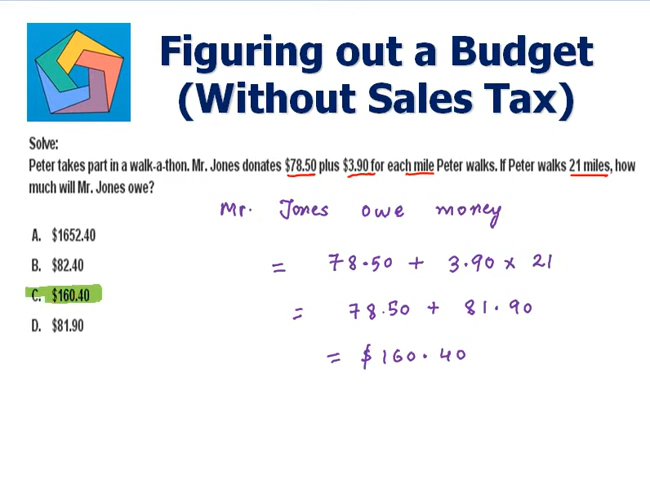 Figuring out a Budget
(Without Sales Tax)
Solve:
Peter takes part in a walk-a-thon. Mr. Jones donates $78.50 plus $3.90 for each mile Peter walks. If Peter walks 21 miles, how
much will Mr. Jones owe?
Mr. Jones owe money
A. $1652.40
= 78.50 + 3.90 x 21
B. $82.40
C. $160.40
= 78.50 + 81.90
D. $81.90
= $160.40